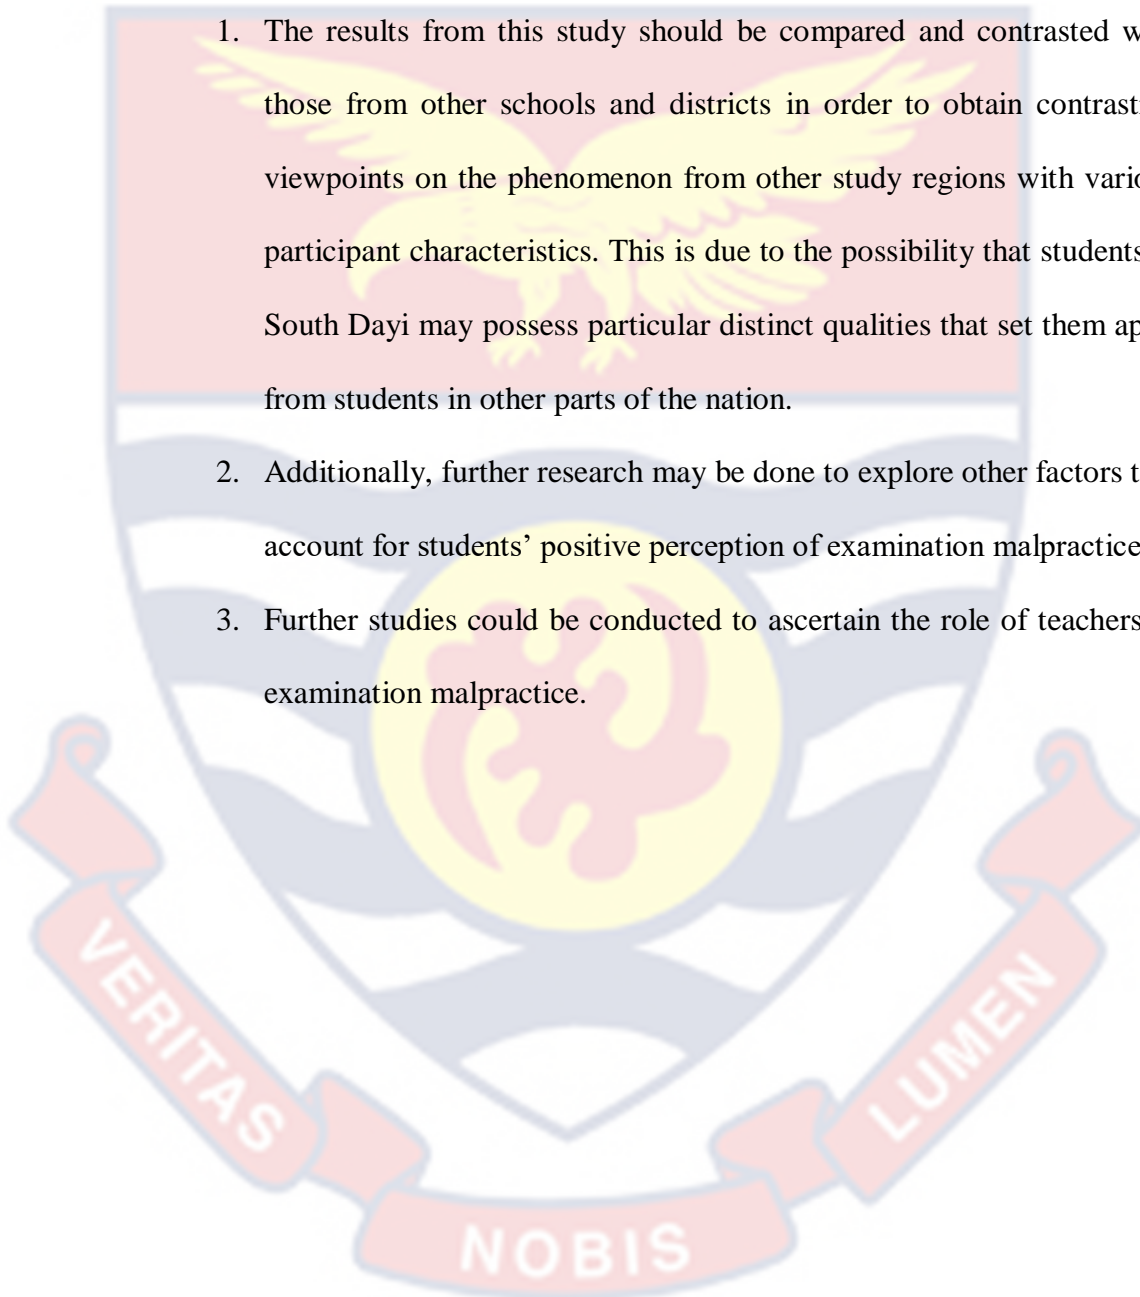 1. The results from this study should be compared and contrasted w
those from other schools and districts in order to obtain contrasti
viewpoints on the phenomenon from other study regions with vario
participant characteristics. This is due to the possibility that students
South Dayi may possess particular distinct qualities that set them ap
from students in other parts of the nation.
2. Additionally, further research may be done to explore other factors t
account for students’ positive perception of examination malpractice
3. Further studies could be conducted to ascertain the role of teachers
examination malpractice.
VERITAS
NOBIS
LUMEN